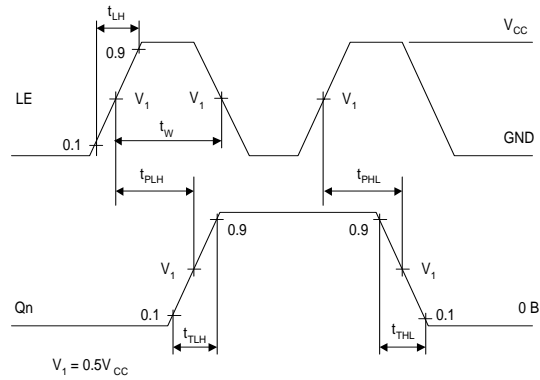 tLH
VCC
0.9
LE
V1
V1
V1
tW
0.1
GND
tPLH
tPHL
0.9
0.9
V1
V1
Qn
0.1
0.1
0 B
tTLH
tTHL
V1 = 0.5VCC